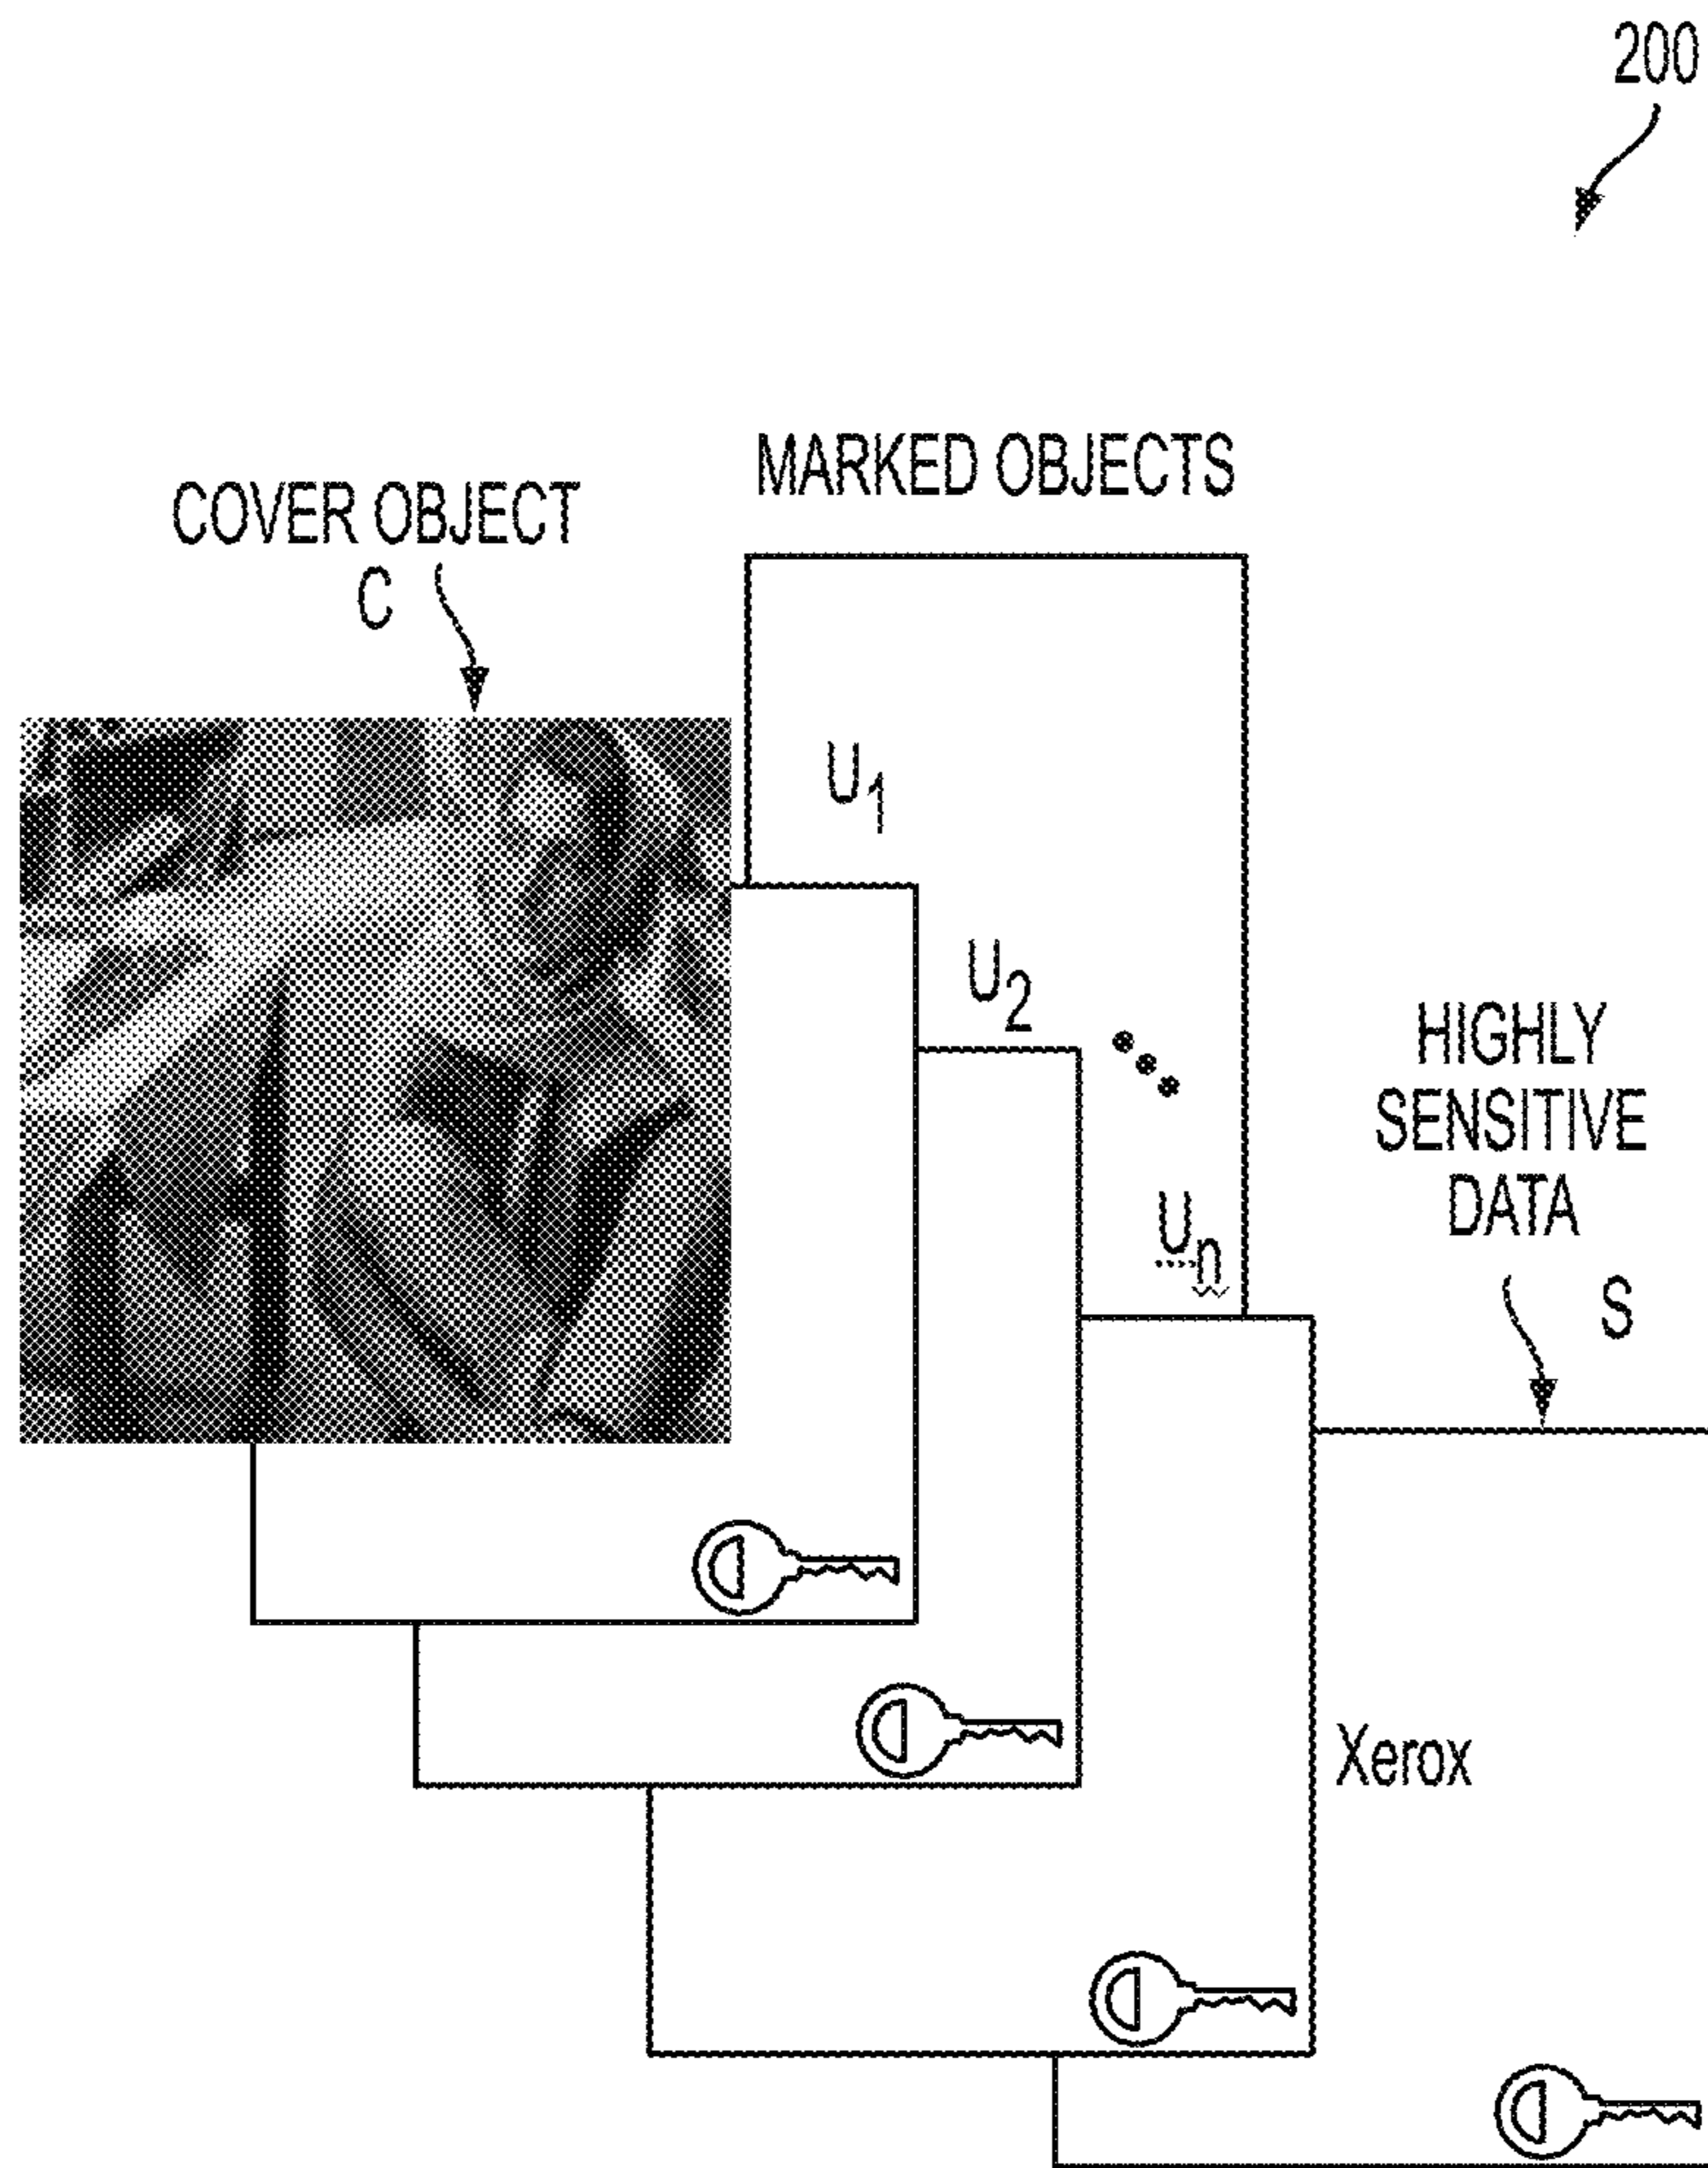 200
MARKED OBJECTS
COVER OBJECT
C
U1
U2
Un
HIGHLY
SENSITIVE
DATA
S
Xerox